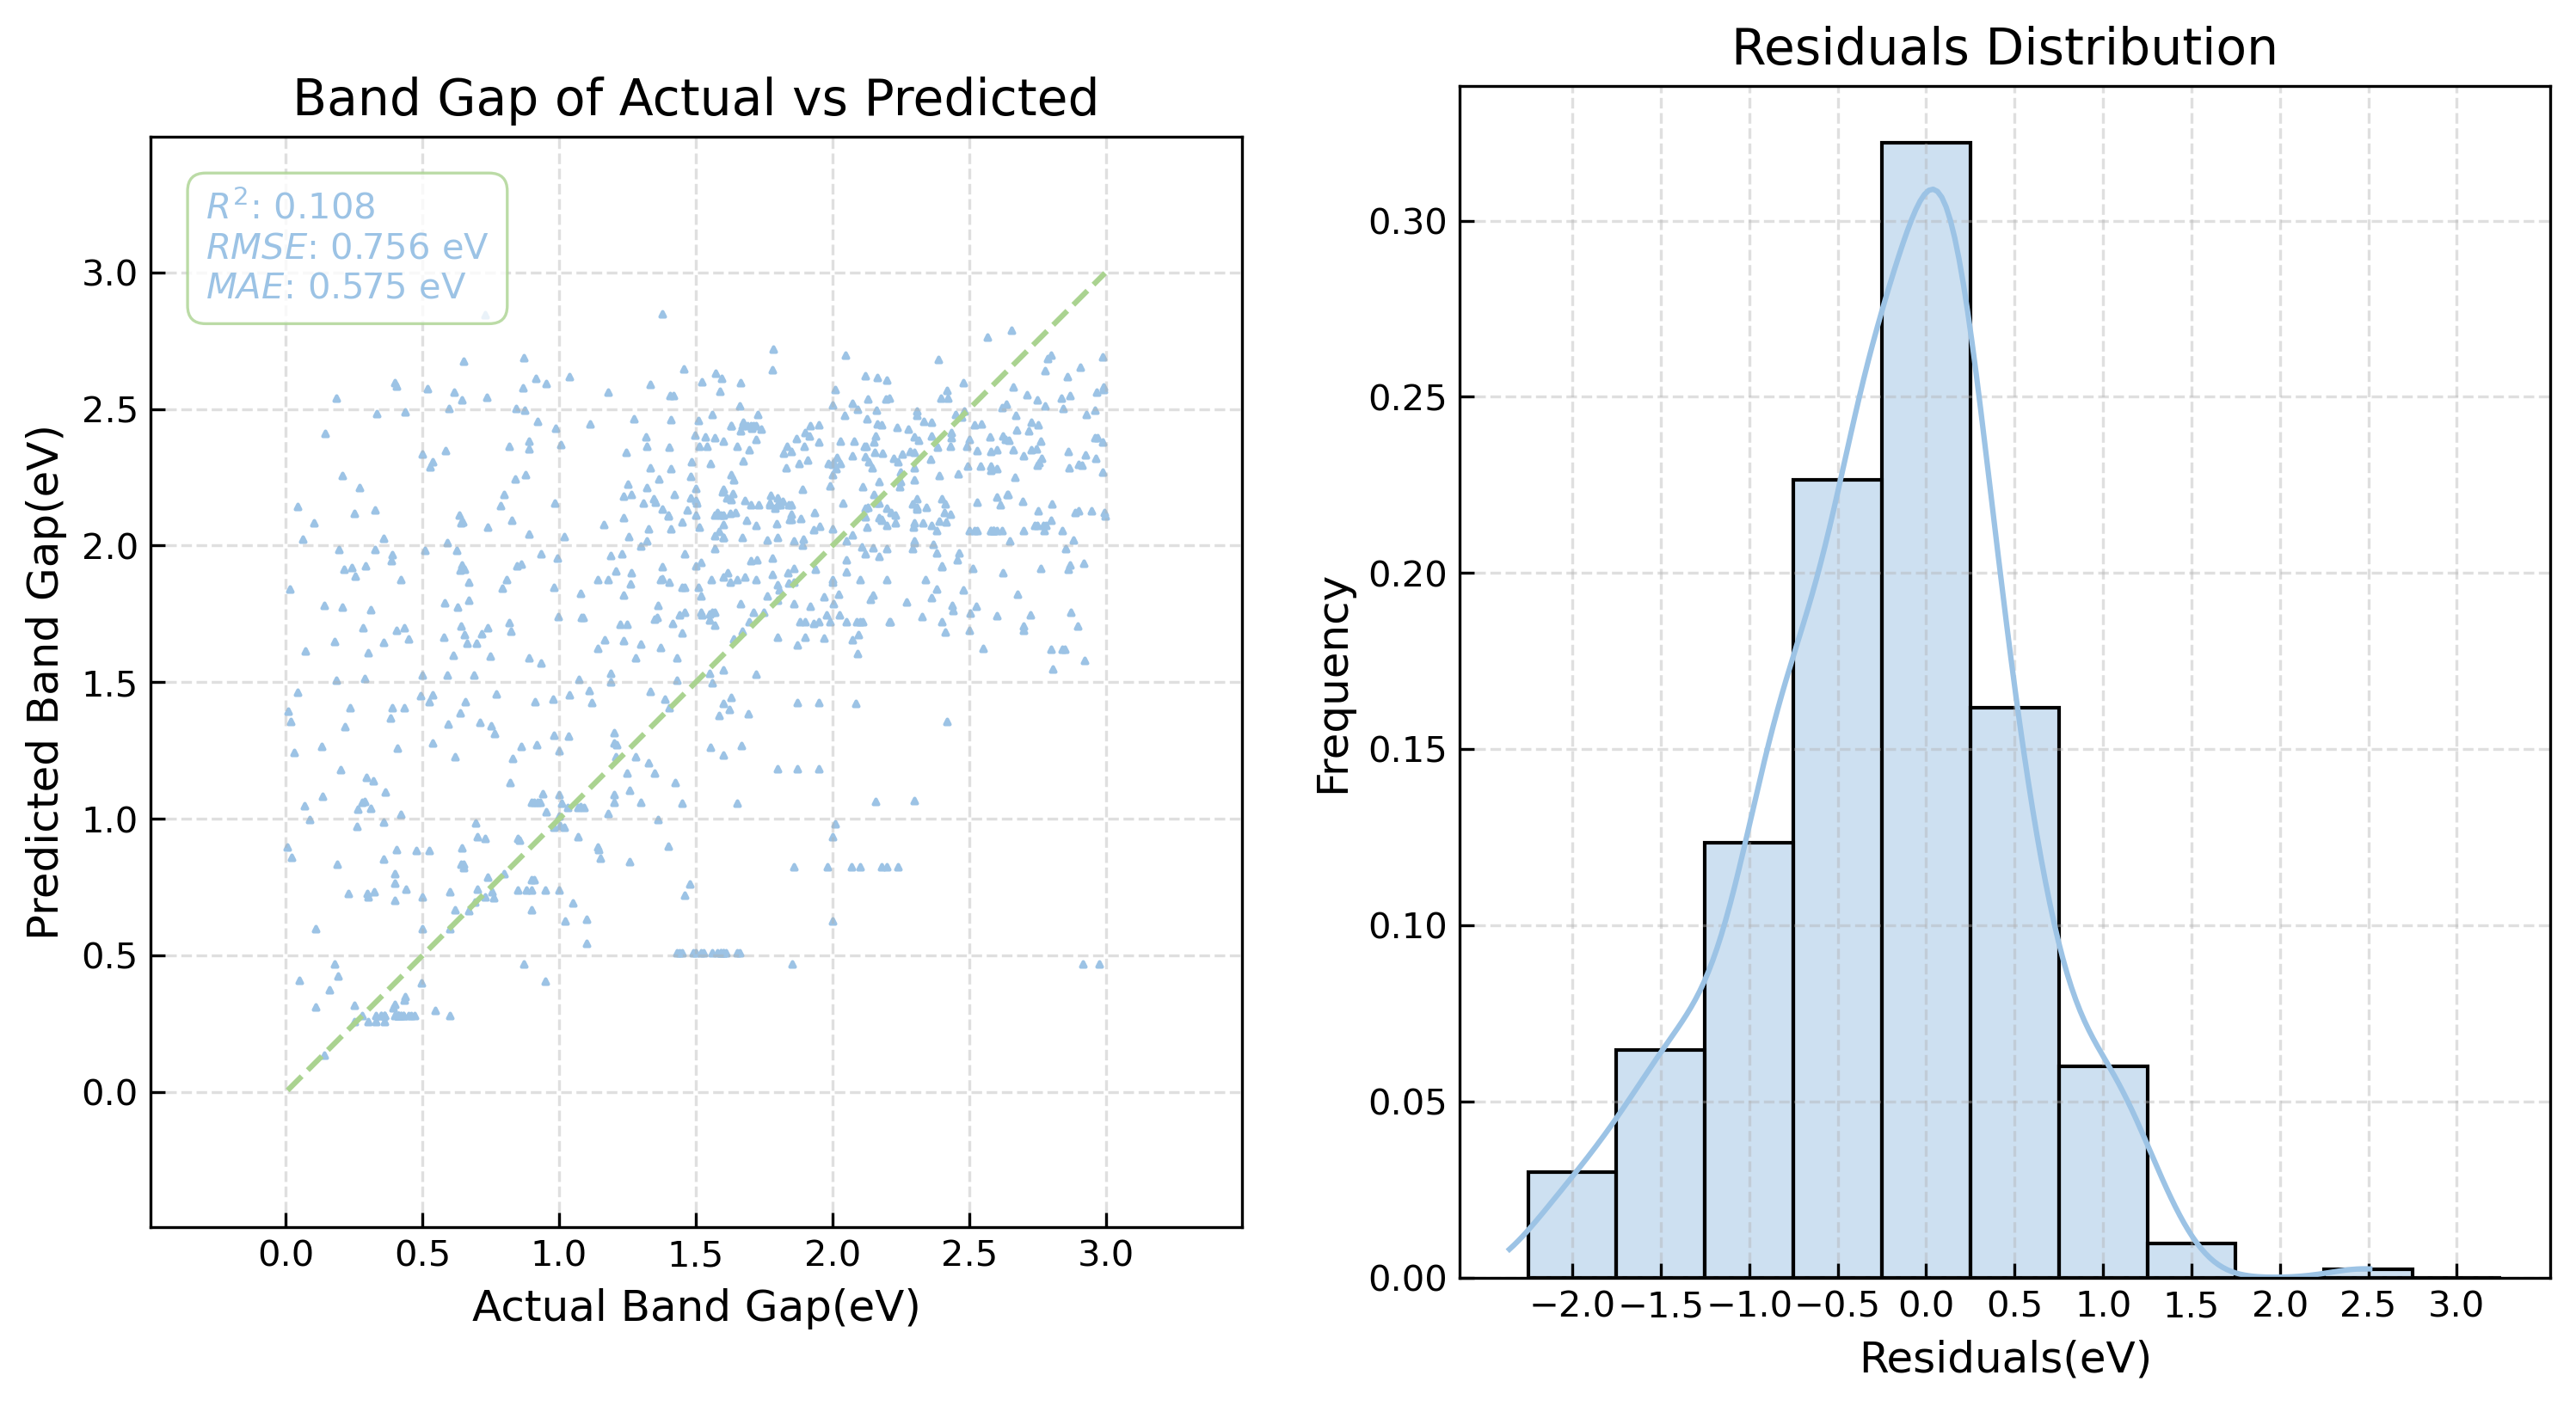 Band Gap of Actual vs Predicted
R²: 0.108
RMSE: 0.756 eV
MAE: 0.575 eV
3.0
2.5
2.0
1.5
1.0
0.5
0.0
Predicted Band Gap(eV)
0.0 0.5 1.0 1.5 2.0 2.5 3.0
Actual Band Gap(eV)
Residuals Distribution
0.30
0.25
0.20
0.15
0.10
0.05
0.00
Frequency
−2.0 −1.5 −1.0 −0.5 0.0 0.5 1.0 1.5 2.0 2.5 3.0
Residuals(eV)